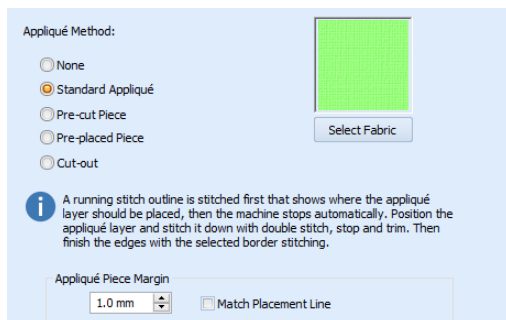 Appliqué Method:
None
Standard Appliqué
Pre-cut Piece
Pre-placed Piece
Cut-out
Select Fabric
A running stitch outline is stitched first that shows where the appliqué
layer should be placed, then the machine stops automatically. Position the
appliqué layer and stitch it down with double stitch, stop and trim. Then
finish the edges with the selected border stitching.
Appliqué Piece Margin
1.0 mm
Match Placement Line